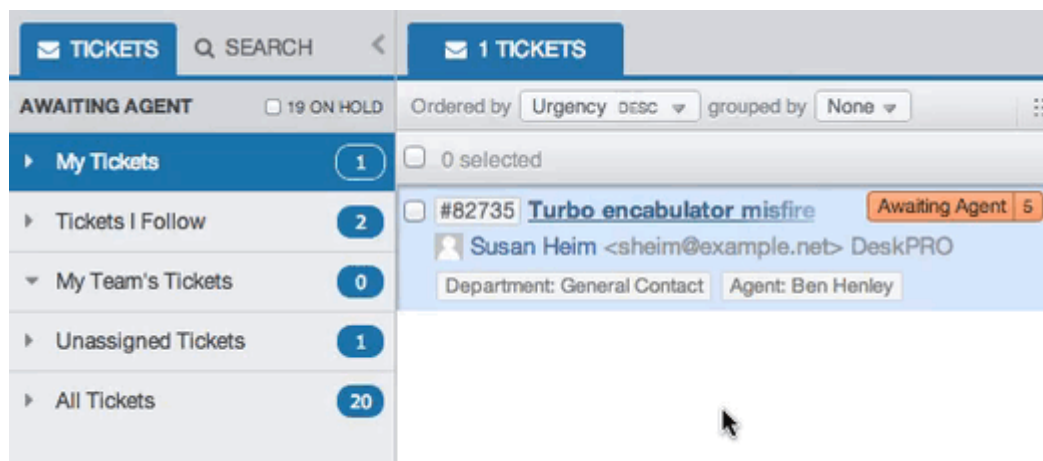 TICKETS
SEARCH
1 TICKETS
AWAITING AGENT
19 ON HOLD
Ordered by Urgency DESC grouped by None
My Tickets 1
0 selected
Tickets I Follow 2
#82735 Turbo encabulator misfire Awaiting Agent 5
Susan Heim <sheim@example.net> DeskPRO
My Team's Tickets 0
Department: General Contact Agent: Ben Henley
Unassigned Tickets 1
All Tickets 20